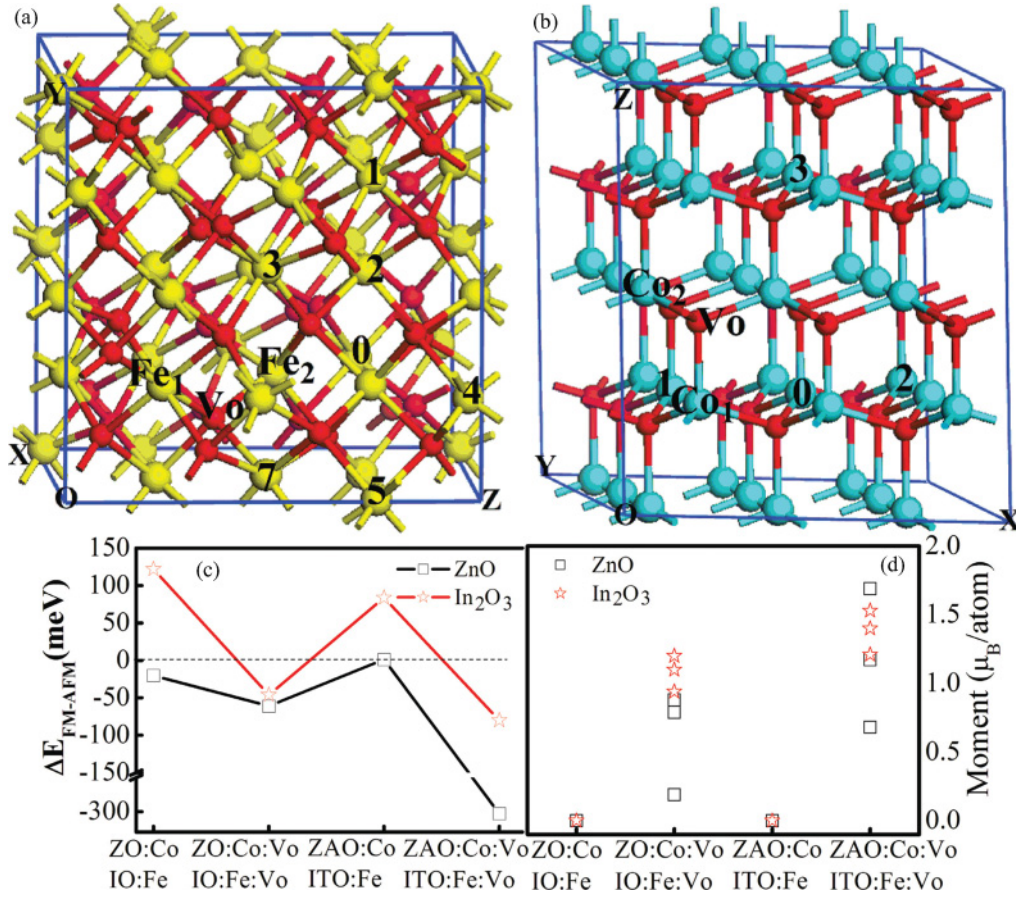 (a)
Y
1
3
2
Fe1
Fe2
0
Vo
4
X
O
7
5
Z
(b)
Z
3
Co2
Vo
1
Co1
0
2
Y
O
X
(c)
ΔE_FM-AFM(meV)
150
100
50
0
-50
-100
-150
-300
ZnO
In2O3
ZO:Co ZO:Co:Vo ZAO:Co ZAO:Co:Vo
IO:Fe IO:Fe:Vo ITO:Fe ITO:Fe:Vo
(d)
ZnO
In2O3
2.0
1.5
1.0
0.5
0.0
Moment (μB/atom)
ZO:Co ZO:Co:Vo ZAO:Co ZAO:Co:Vo
IO:Fe IO:Fe:Vo ITO:Fe ITO:Fe:Vo